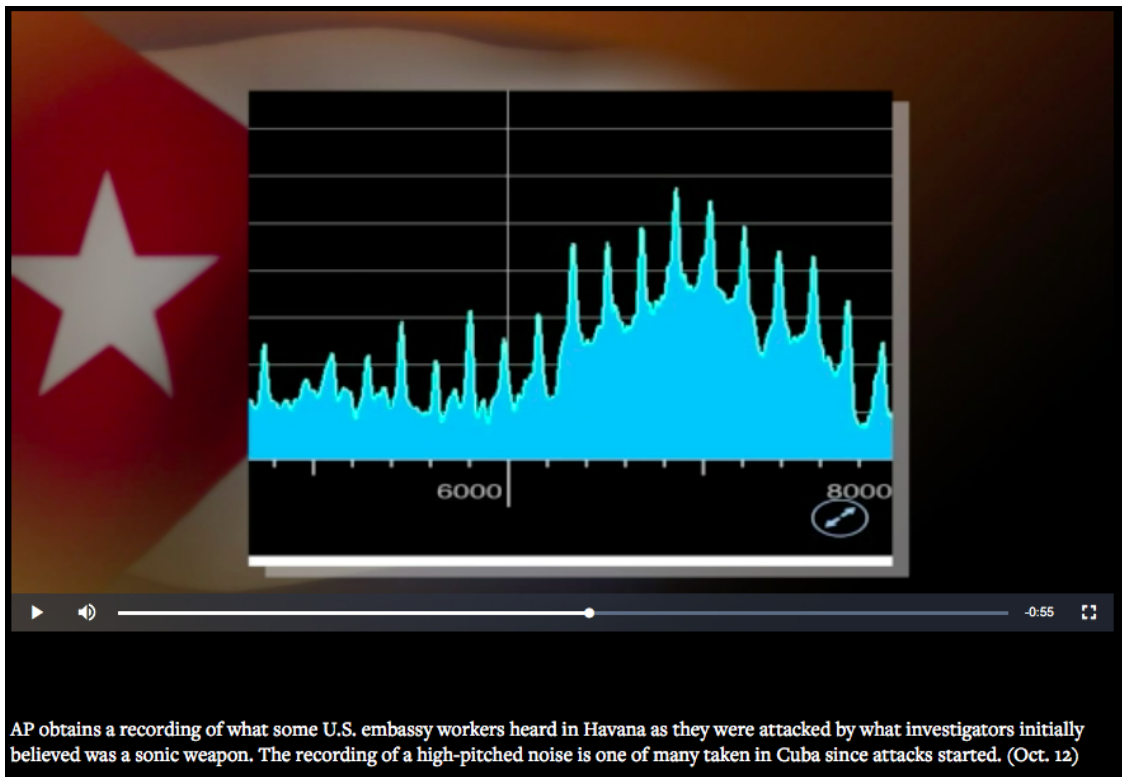 6000 8000
-0:55
AP obtains a recording of what some U.S. embassy workers heard in Havana as they were attacked by what investigators initially
believed was a sonic weapon. The recording of a high-pitched noise is one of many taken in Cuba since attacks started. (Oct. 12)